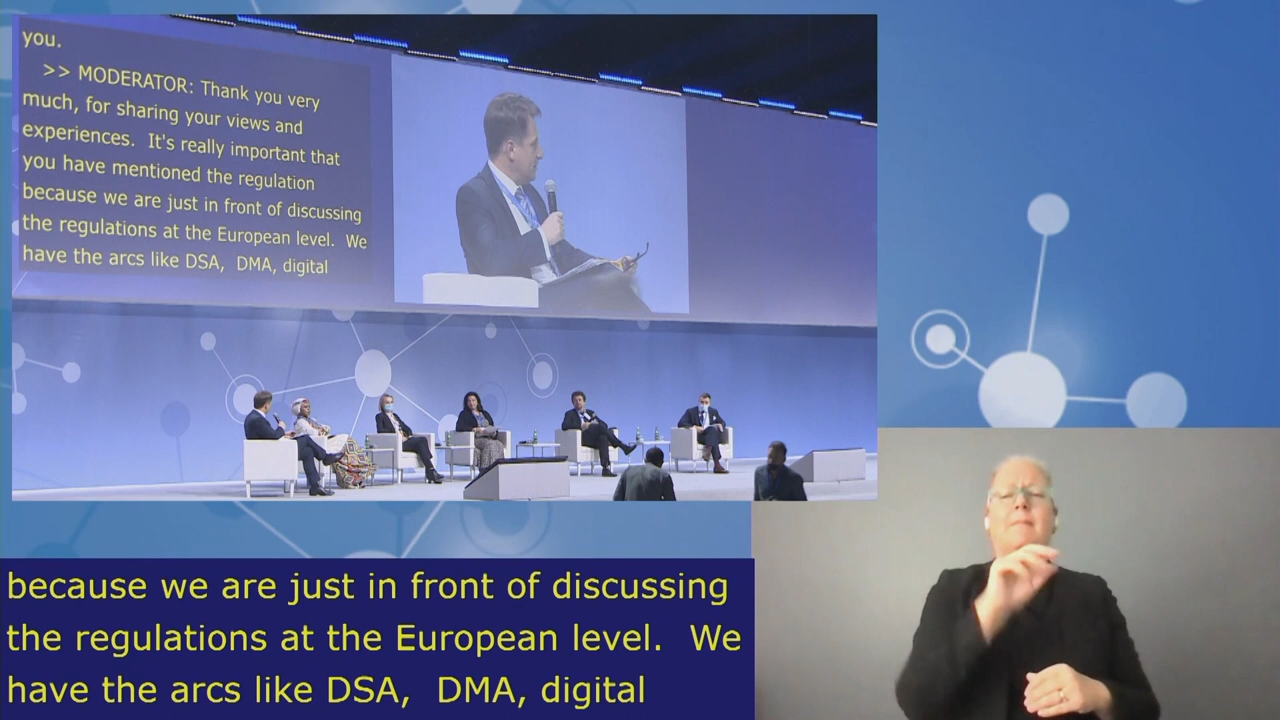 you.
>> MODERATOR: Thank you very
much, for sharing your views and
experiences. It's really important that
you have mentioned the regulation
because we are just in front of discussing
the regulations at the European level. We
have the arcs like DSA, DMA, digital
because we are just in front of discussing
the regulations at the European level. We
have the arcs like DSA, DMA, digital